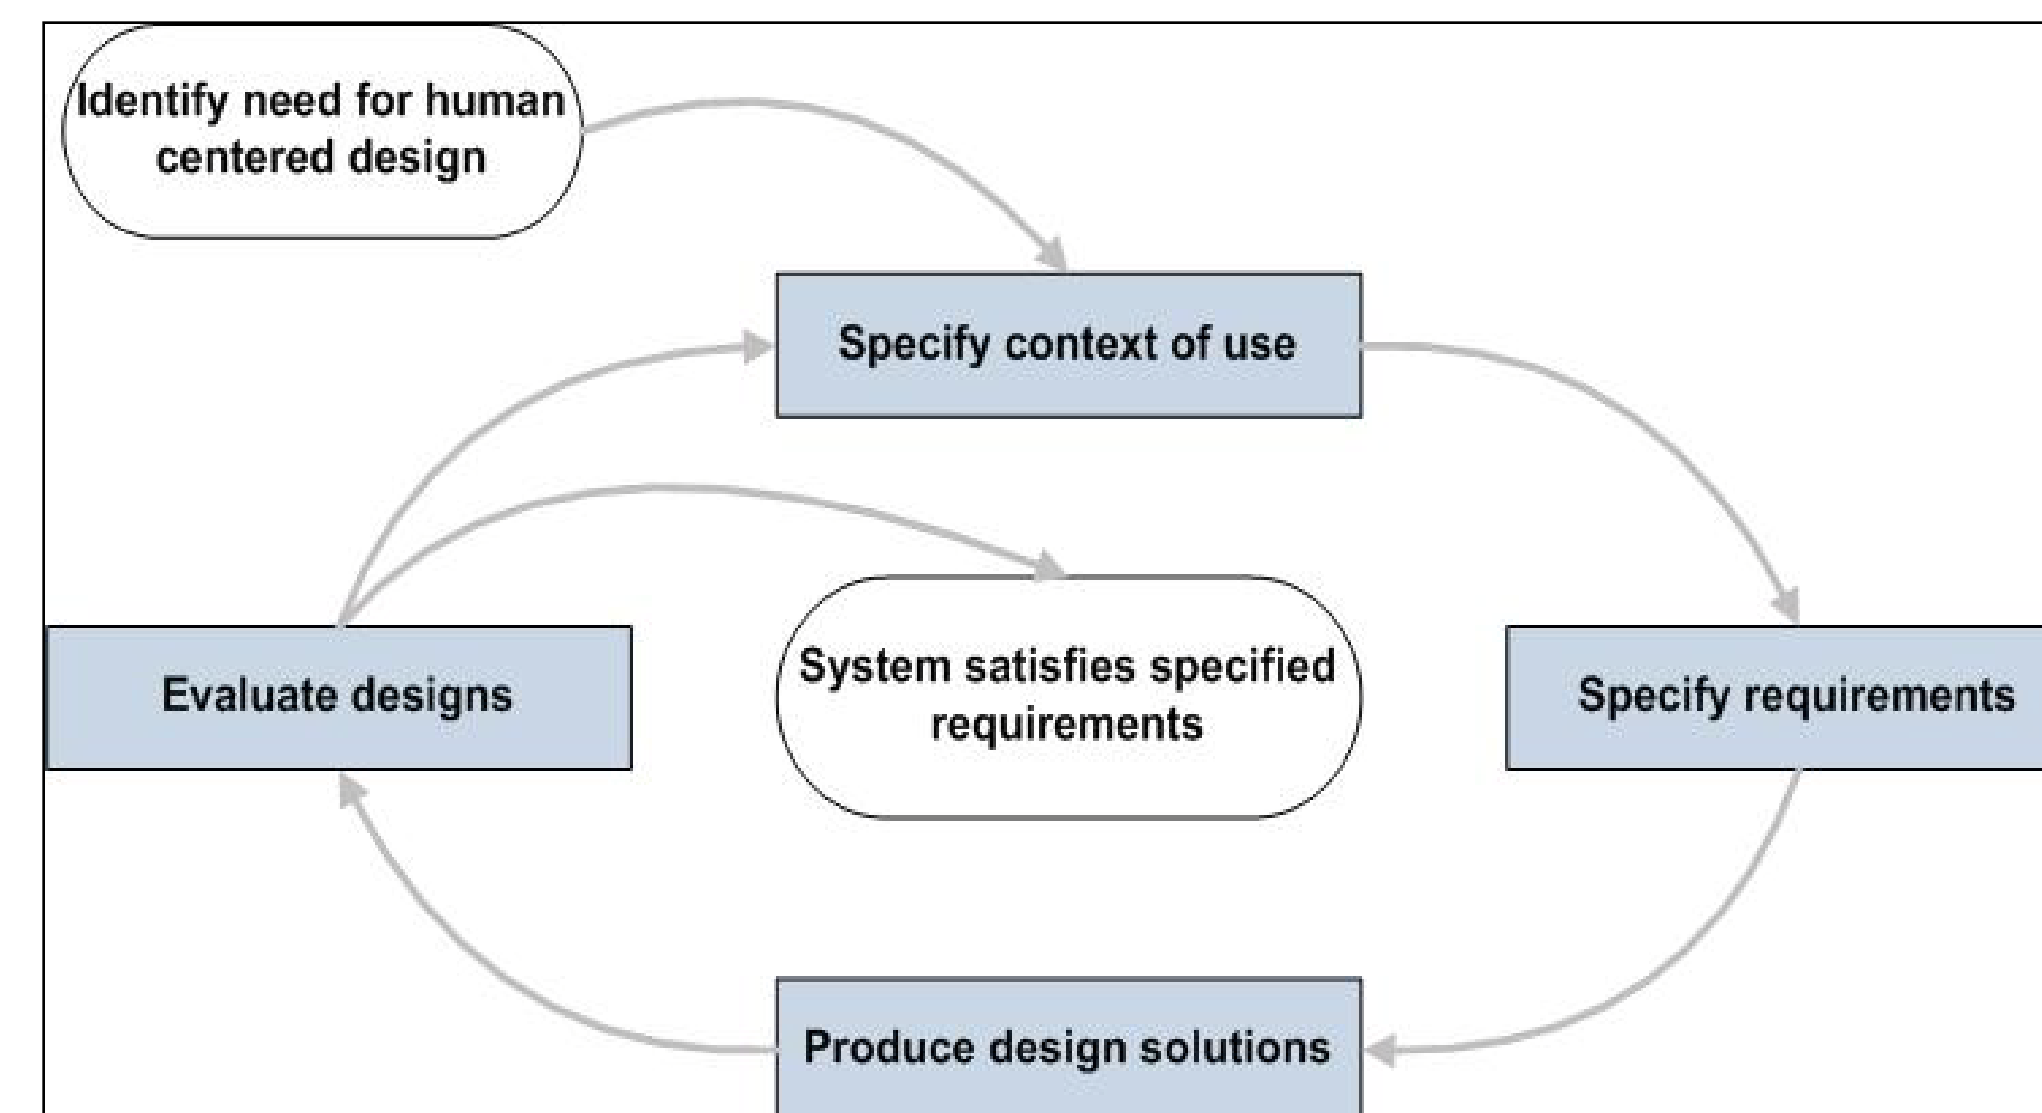 Identify need for human
centered design
Specify context of use
Evaluate designs
System satisfies specified
requirements
Specify requirements
Produce design solutions